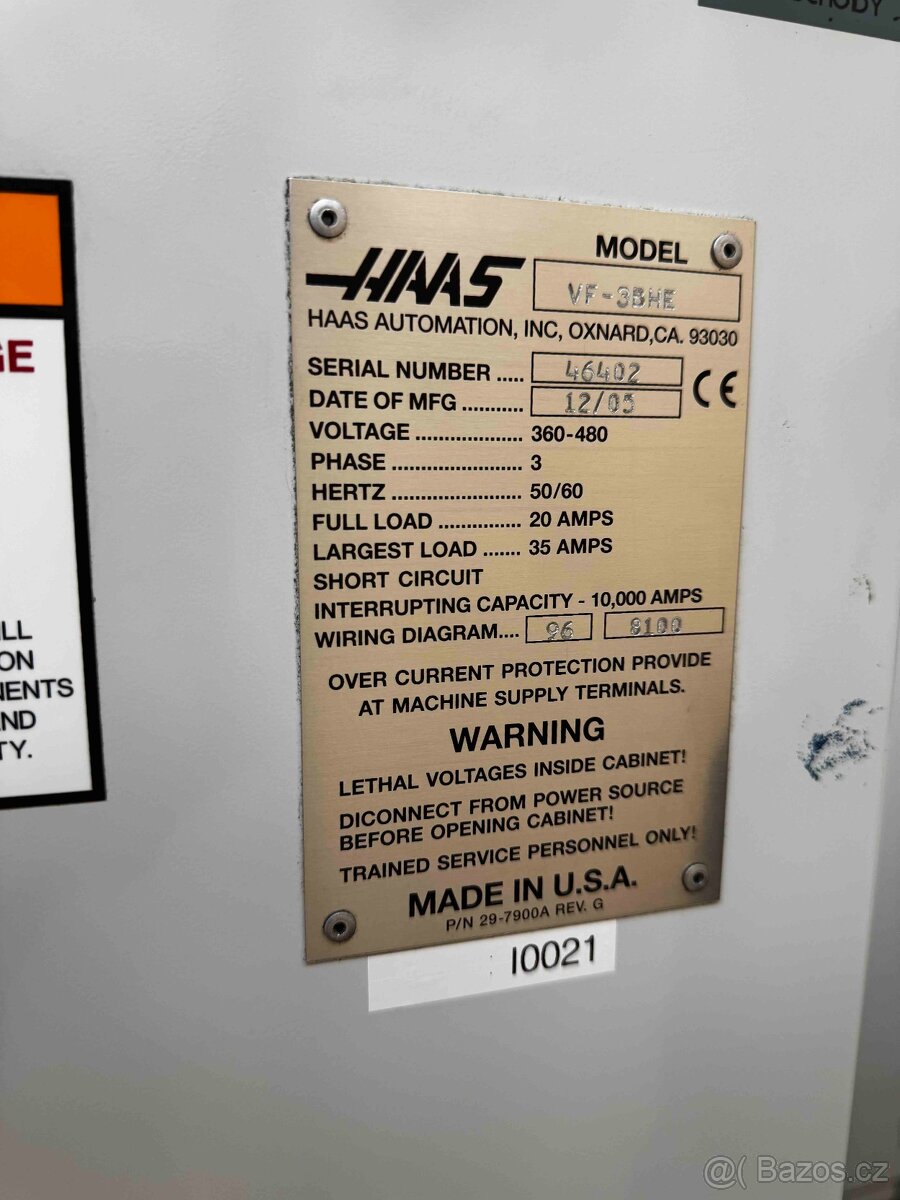 MODEL
HAAS
VF-3BHE
HAAS AUTOMATION, INC, OXNARD,CA. 93030
SERIAL NUMBER ..... 46402
CE
DATE OF MFG ........... 12/05
VOLTAGE ................... 360-480
PHASE ....................... 3
HERTZ ....................... 50/60
FULL LOAD ............... 20 AMPS
LARGEST LOAD ....... 35 AMPS
SHORT CIRCUIT
INTERRUPTING CAPACITY - 10,000 AMPS
WIRING DIAGRAM.... 96 8100
OVER CURRENT PROTECTION PROVIDE
AT MACHINE SUPPLY TERMINALS.
WARNING
LETHAL VOLTAGES INSIDE CABINET!
DICONNECT FROM POWER SOURCE
BEFORE OPENING CABINET!
TRAINED SERVICE PERSONNEL ONLY!
MADE IN U.S.A.
P/N 29-7900A REV. G
I0021
GE
ILL
ON
NENTS
ND
TY.
@( Bazos.cz